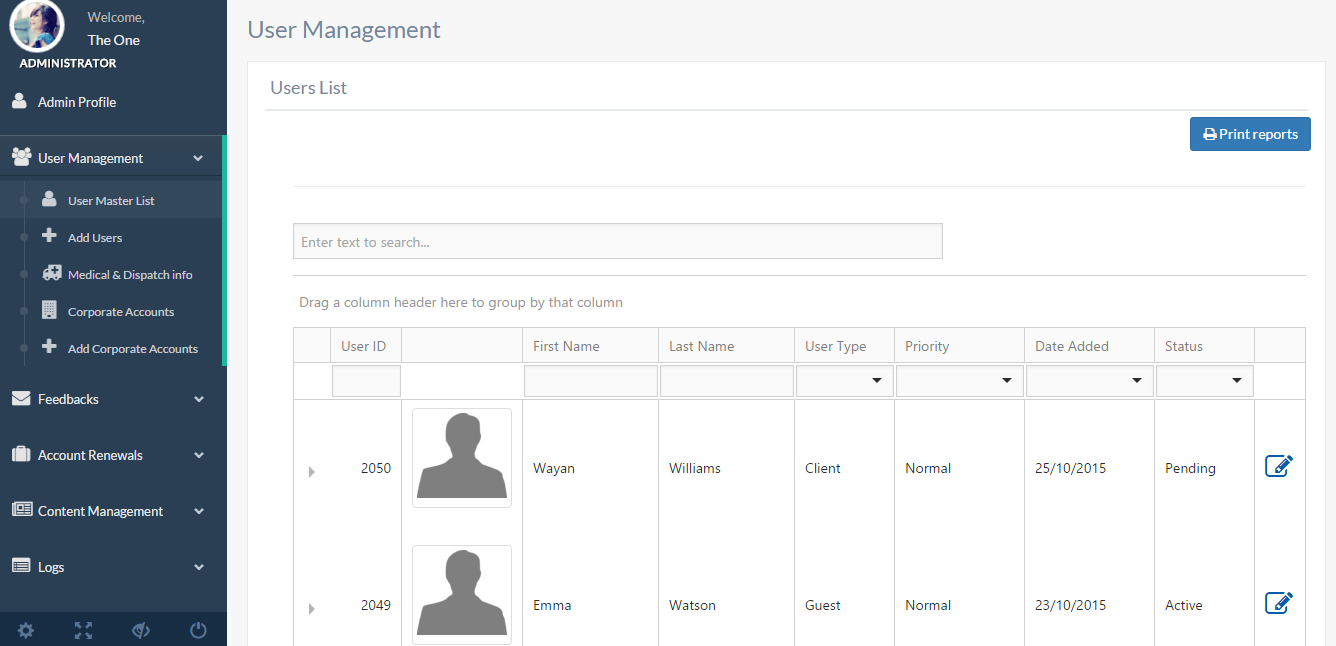 Welcome,
The One
ADMINISTRATOR
Admin Profile
User Management
User Master List
Add Users
Medical & Dispatch info
Corporate Accounts
Add Corporate Accounts
Feedbacks
Account Renewals
Content Management
Logs
User Management
Users List
Print reports
Enter text to search...
Drag a column header here to group by that column
User ID First Name Last Name User Type Priority Date Added Status
2050 Wayan Williams Client Normal 25/10/2015 Pending
2049 Emma Watson Guest Normal 23/10/2015 Active